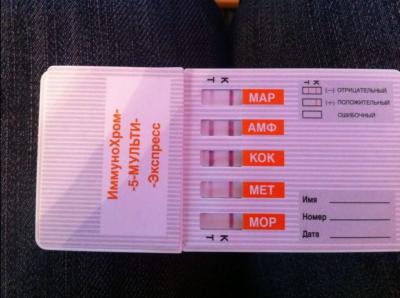 ИммуноХром-
-5-МУЛЬТИ-
-Экспресс
Т К
МАР
АМФ
КОК
МЕТ
МОР
Т К
Т К
(–) ОТРИЦАТЕЛЬНЫЙ
(+) ПОЛОЖИТЕЛЬНЫЙ
ОШИБОЧНЫЙ
Имя
Номер
Дата